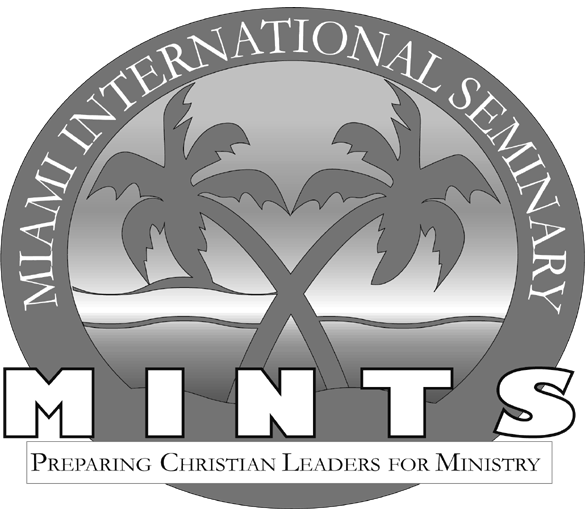 MIAMI INTERNATIONAL SEMINARY
MINTS
PREPARING CHRISTIAN LEADERS FOR MINISTRY